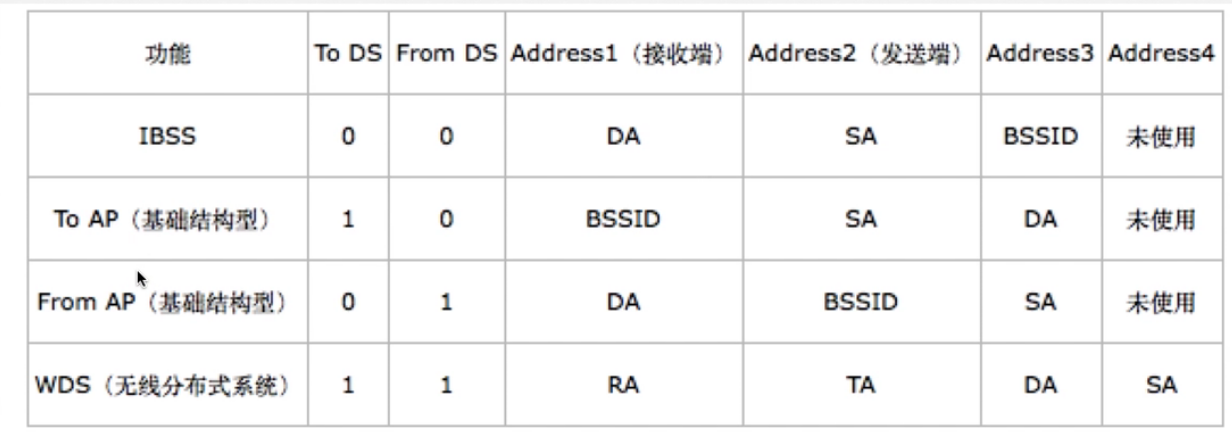 功能 To DS From DS Address1（接收端） Address2（发送端） Address3 Address4
IBSS 0 0 DA SA BSSID 未使用
To AP（基础结构型） 1 0 BSSID SA DA 未使用
From AP（基础结构型） 0 1 DA BSSID SA 未使用
WDS（无线分布式系统） 1 1 RA TA DA SA